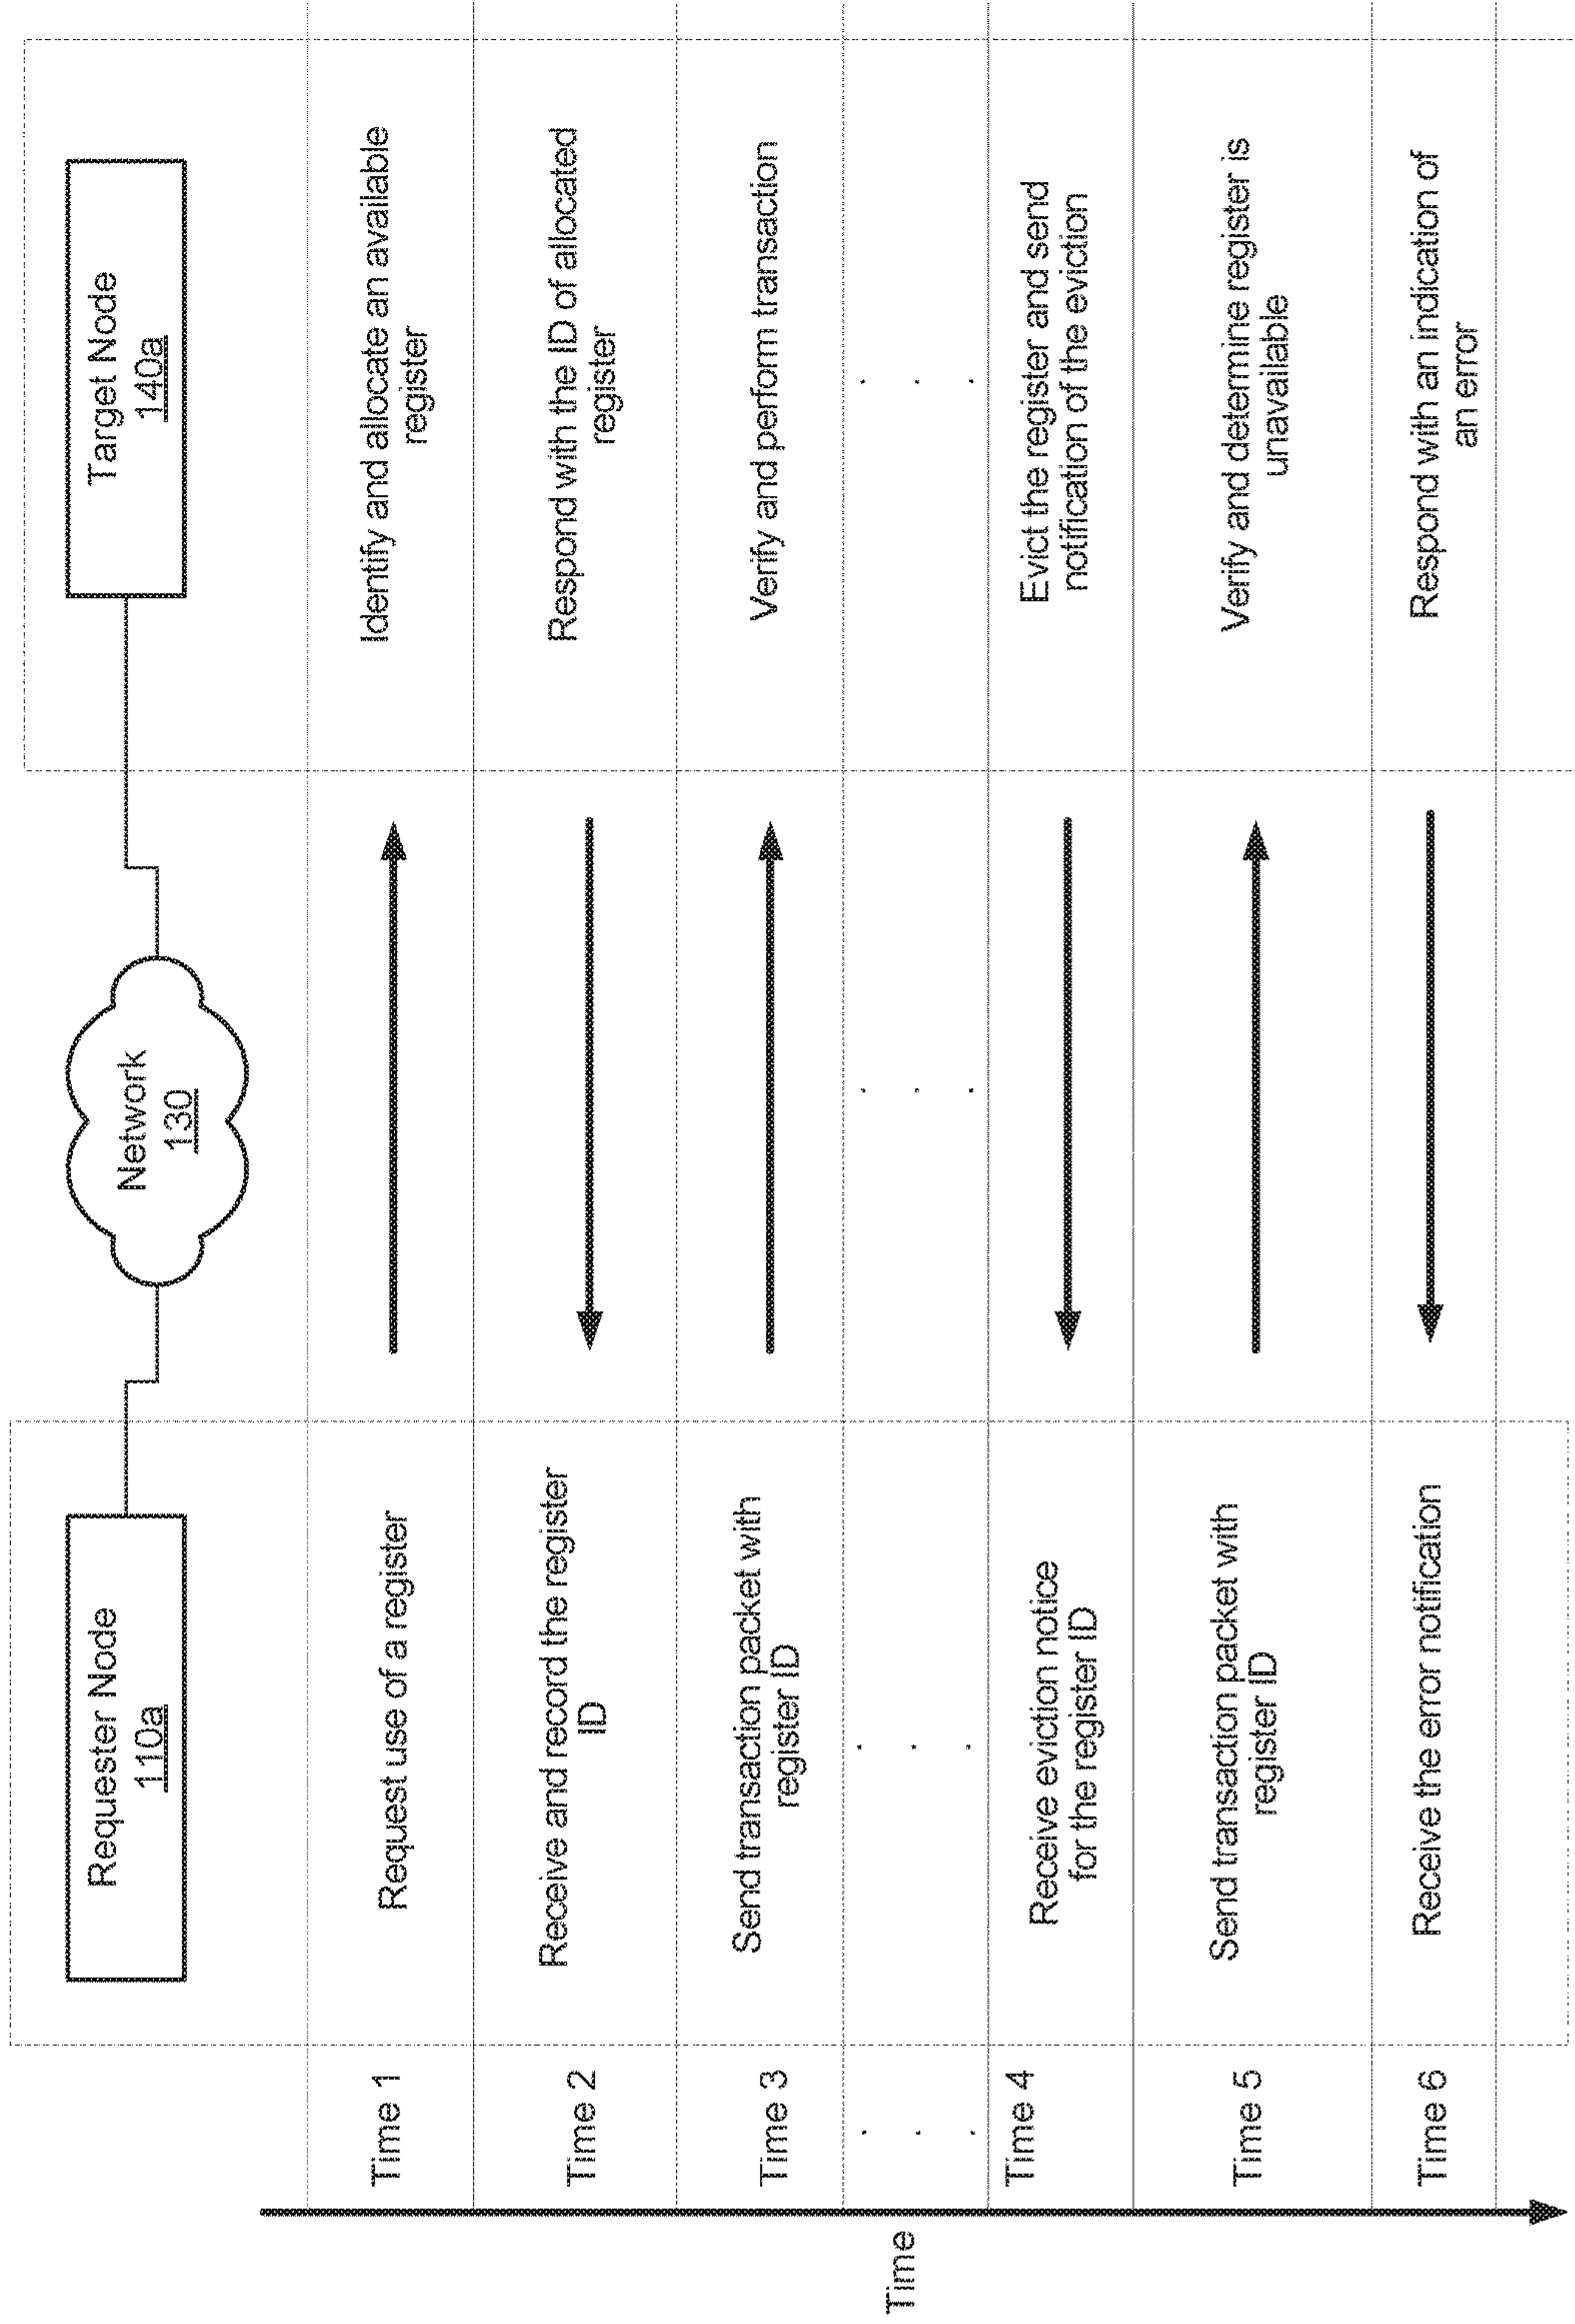 Requester Node
110a
Network
130
Target Node
140a
Time
Time 1
Request use of a register
Identify and allocate an available
register
Time 2
Receive and record the register
ID
Respond with the ID of allocated
register
Time 3
Send transaction packet with
register ID
Verify and perform transaction
. . .
. . .
. . .
. . .
Time 4
Receive eviction notice
for the register ID
Evict the register and send
notification of the eviction
Time 5
Send transaction packet with
register ID
Verify and determine register is
unavailable
Time 6
Receive the error notification
Respond with an indication of
an error